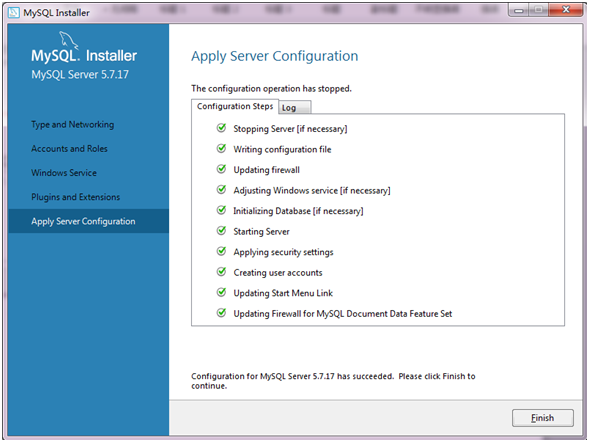 MySQL Installer
MySQL. Installer
MySQL Server 5.7.17
Type and Networking
Accounts and Roles
Windows Service
Plugins and Extensions
Apply Server Configuration
Apply Server Configuration
The configuration operation has stopped.
Configuration Steps Log
Stopping Server [if necessary]
Writing configuration file
Updating firewall
Adjusting Windows service [if necessary]
Initializing Database [if necessary]
Starting Server
Applying security settings
Creating user accounts
Updating Start Menu Link
Updating Firewall for MySQL Document Data Feature Set
Configuration for MySQL Server 5.7.17 has succeeded. Please click Finish to
continue.
Finish